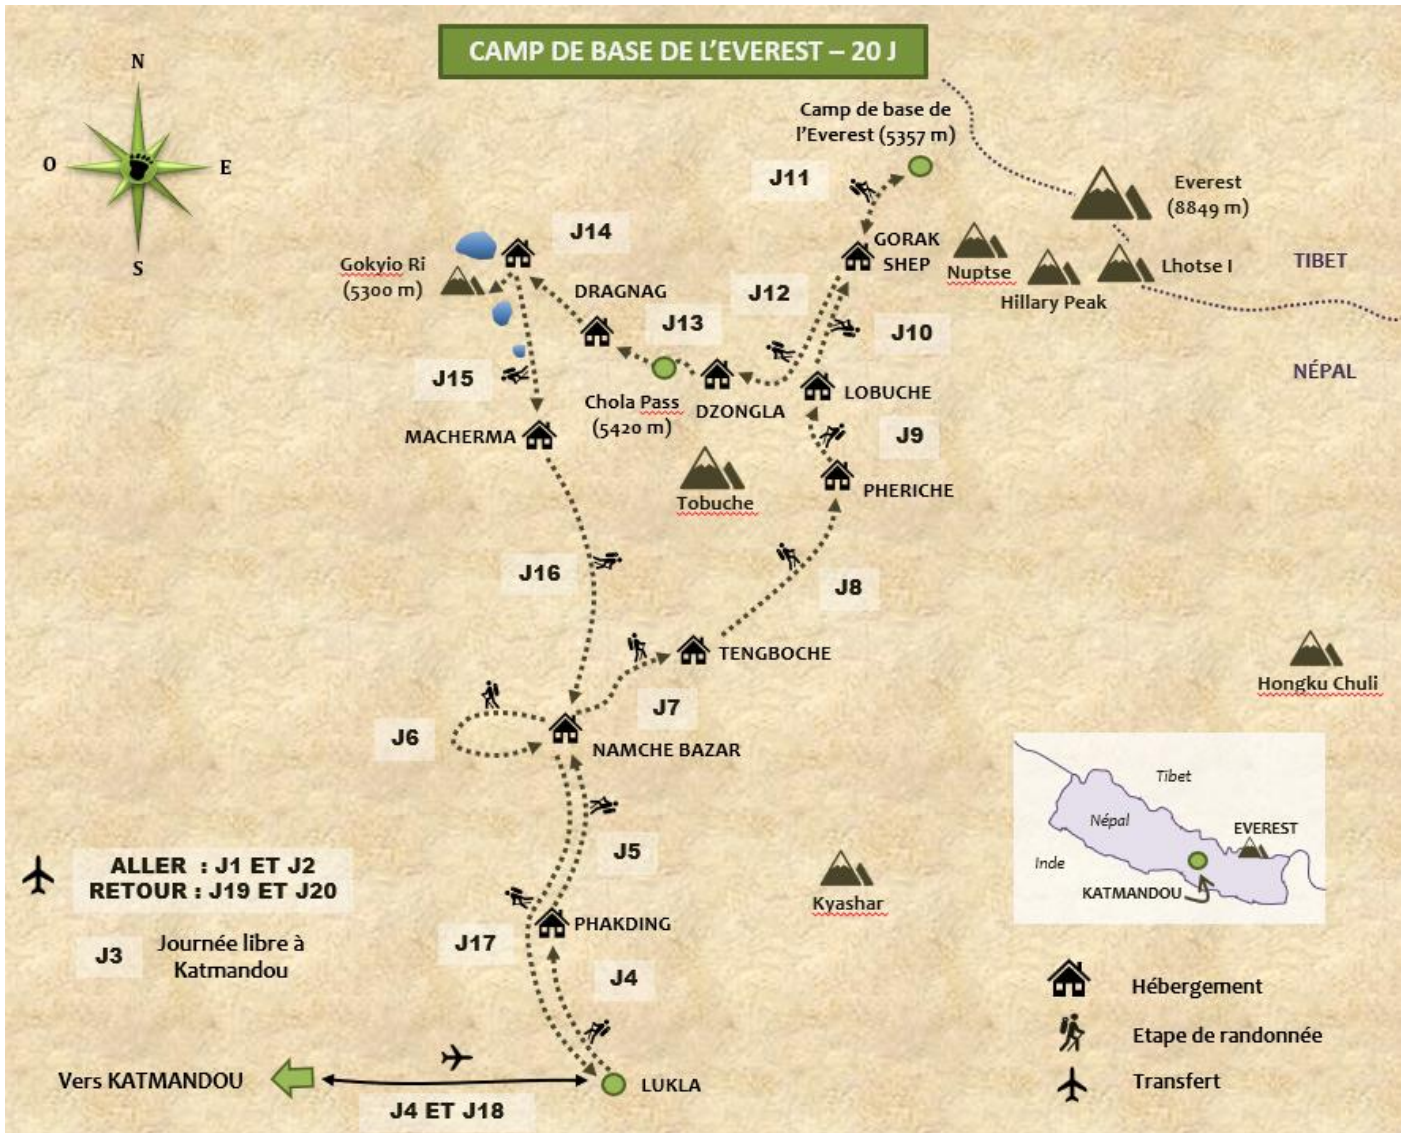 CAMP DE BASE DE L'EVEREST – 20 J
N
O
E
S
Camp de base de
l'Everest (5357 m)
J11
Everest
(8849 m)
J14
GORAK
SHEP
Nuptse
Hillary Peak
Lhotse I
TIBET
Gokyio Ri
(5300 m)
DRAGNAG
J12
J13
J10
NÉPAL
J15
Chola Pass
(5420 m)
DZONGLA
LOBUCHE
MACHERMA
J9
Tobuche
PHERICHE
J16
J8
TENGBOCHE
Hongku Chuli
J7
J6
NAMCHE BAZAR
Tibet
Népal
EVEREST
Inde
KATMANDOU
J5
ALLER : J1 ET J2
RETOUR : J19 ET J20
Kyashar
PHAKDING
J3
Journée libre à
Katmandou
J17
J4
Hébergement
Etape de randonnée
Transfert
Vers KATMANDOU
LUKLA
J4 ET J18